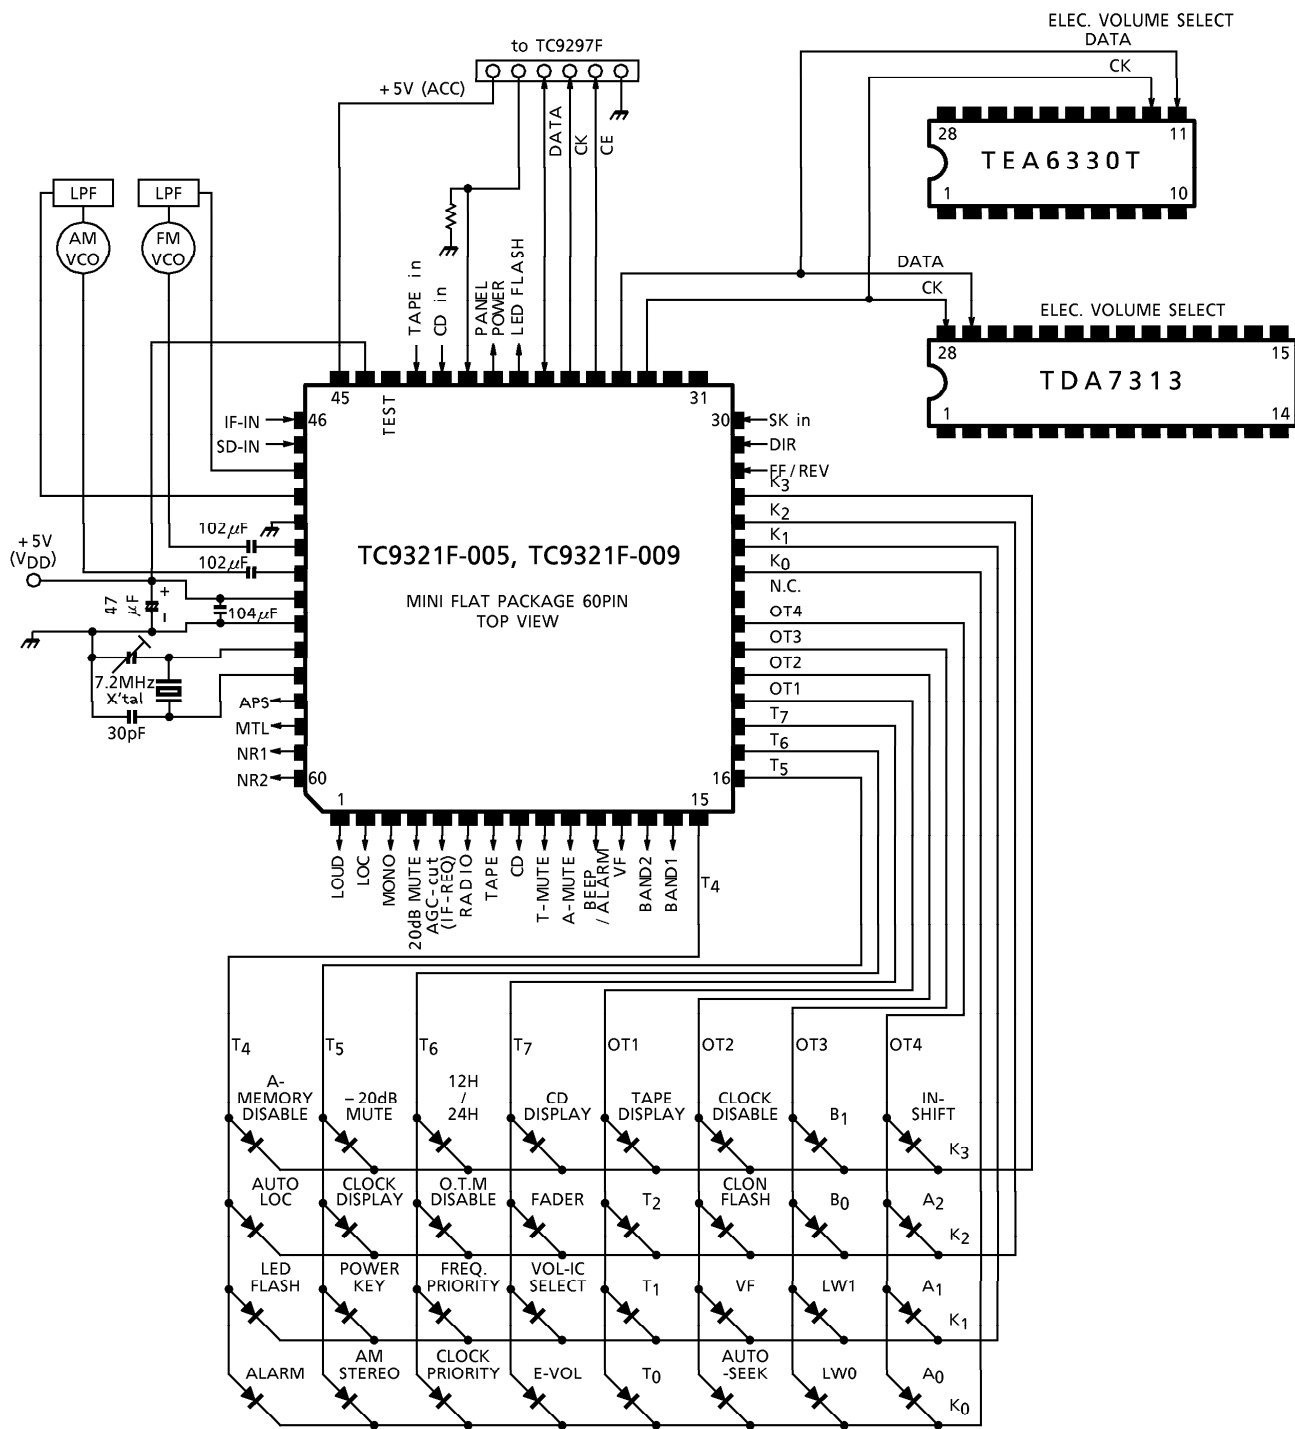 ELEC. VOLUME SELECT
to TC9297F
DATA
CK
+5V (ACC)
DATA
CK
CE
28
11
TEA6330T
1
10
LPF
LPF
AM
VCO
FM
VCO
TAPE in
CD in
PANEL
POWER
LED FLASH
DATA
CK
ELEC. VOLUME SELECT
28
15
TDA7313
1
14
45
TEST
31
IF-IN
46
30
SK in
SD-IN
DIR
FF/REV
K3
102μF
K2
+5V
(VDD)
TC9321F-005, TC9321F-009
K1
102μF
K0
MINI FLAT PACKAGE 60PIN
TOP VIEW
N.C.
47
μF
+
104μF
OT4
OT3
OT2
7.2MHz
X'tal
OT1
30pF
APS
T7
MTL
T6
NR1
T5
NR2
60
16
1
15
LOUD
LOC
MONO
20dB MUTE
AGC-cut
(IF-REQ)
RADIO
TAPE
CD
T-MUTE
A-MUTE
BEEP
/ALARM
VF
BAND2
BAND1
T4
T4
T5
T6
T7
OT1
OT2
OT3
OT4
A-
MEMORY
DISABLE
–20dB
MUTE
12H
/
24H
CD
DISPLAY
TAPE
DISPLAY
CLOCK
DISABLE
B1
IN-
SHIFT
K3
AUTO
LOC
CLOCK
DISPLAY
O.T.M
DISABLE
FADER
T2
CLON
FLASH
B0
A2
K2
LED
FLASH
POWER
KEY
FREQ.
PRIORITY
VOL-IC
SELECT
T1
VF
LW1
A1
K1
ALARM
AM
STEREO
CLOCK
PRIORITY
E-VOL
T0
AUTO
-SEEK
LW0
A0
K0